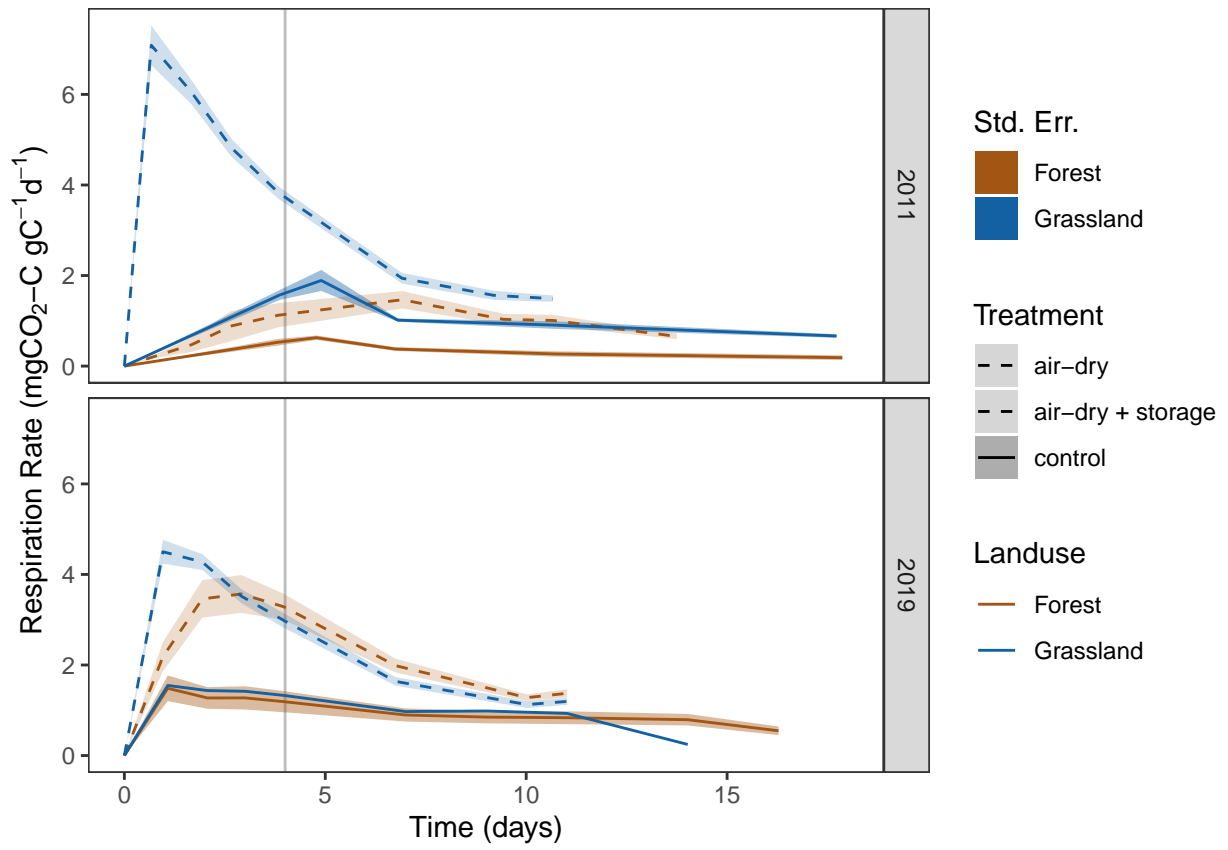 Respiration Rate (mgCO₂−C gC⁻¹d⁻¹)
6
4
2
0
2011
6
4
2
0
2019
0 5 10 15
Time (days)
Std. Err.
Forest
Grassland
Treatment
air−dry
air−dry + storage
control
Landuse
Forest
Grassland